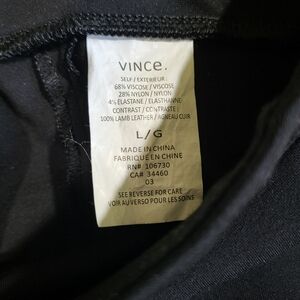 VINCE.
SELF / EXTERIEUR
68% VISCOSE / VISCOSE
28% NYLON / NYLON
4% ELASTANE / ELASTHANNE
CONTRAST / CONTRASTE
100% LAMB LEATHER / AGNEAU CUIR
L / G
MADE IN CHINA
FABRIQUÉ EN CHINE
RN# 106730
CA# 34460
03
SEE REVERSE FOR CARE
VOIR AU VERSO POUR LES SOINS